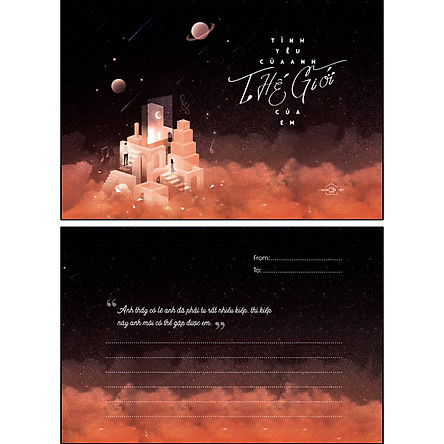 TÌNH
YÊU
CỦA ANH
Thế Giới
CỦA
EM
From:
To:
“Anh thấy có lẽ anh đã phải tu rất nhiều kiếp, thì kiếp
này anh mới có thể gặp được em.”